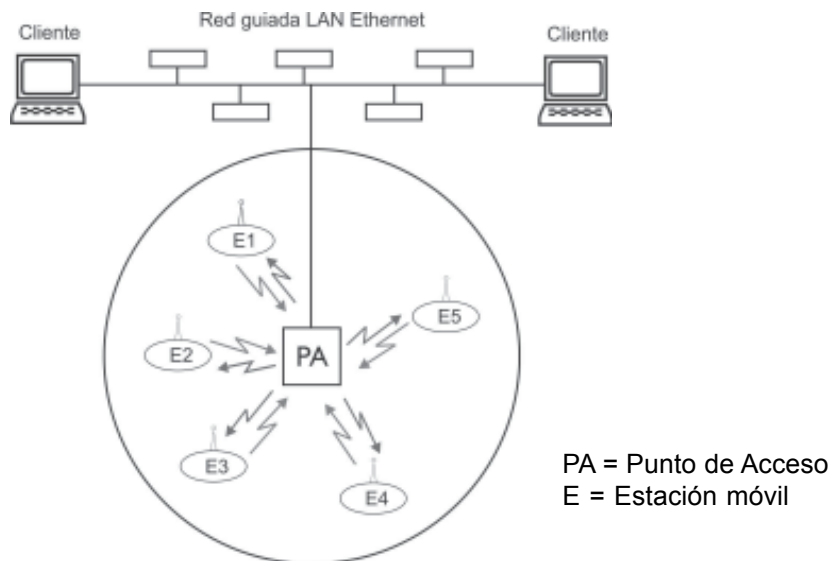 Red guiada LAN Ethernet
Cliente
Cliente
E1
E5
E2
PA
E3
E4
PA = Punto de Acceso
E = Estación móvil